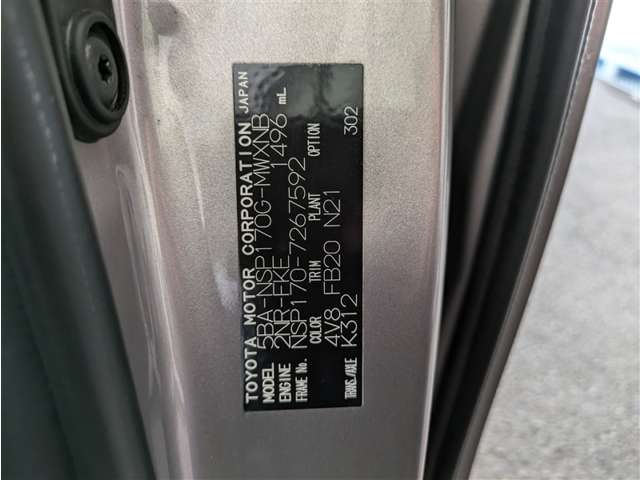 TOYOTA MOTOR CORPORATION JAPAN
MODEL 5BA-NSP170G-MWXNB
ENGINE 2NR-FKE 1496 mL
FRAME No. NSP170-7267592
COLOR TRIM PLANT OPTION
4V8 FB20 N21 302
TRANS./AXLE K312